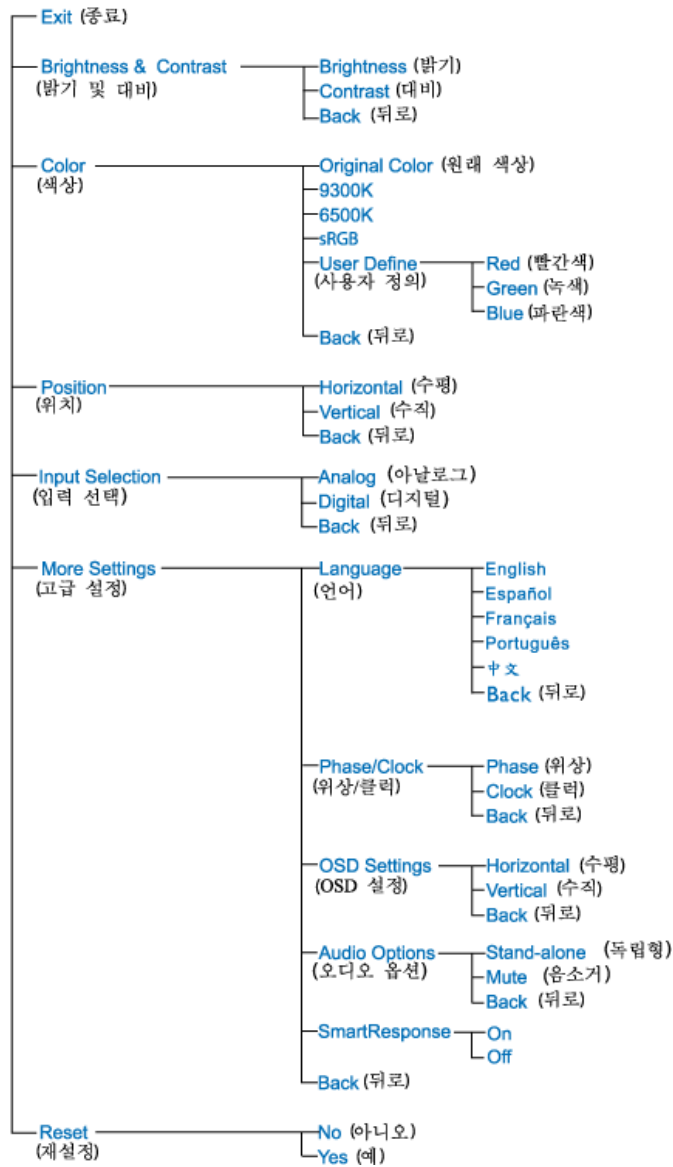 Exit (종료)
Brightness & Contrast
(밝기 및 대비)
Brightness (밝기)
Contrast (대비)
Back (뒤로)
Color
(색상)
Original Color (원래 색상)
9300K
6500K
sRGB
User Define
(사용자 정의)
Red (빨간색)
Green (녹색)
Blue (파란색)
Back (뒤로)
Position
(위치)
Horizontal (수평)
Vertical (수직)
Back (뒤로)
Input Selection
(입력 선택)
Analog (아날로그)
Digital (디지털)
Back (뒤로)
More Settings
(고급 설정)
Language
(언어)
English
Español
Français
Português
中文
Back (뒤로)
Phase/Clock
(위상/클럭)
Phase (위상)
Clock (클럭)
Back (뒤로)
OSD Settings
(OSD 설정)
Horizontal (수평)
Vertical (수직)
Back (뒤로)
Audio Options
(오디오 옵션)
Stand-alone (독립형)
Mute (음소거)
Back (뒤로)
SmartResponse
On
Off
Back (뒤로)
Reset
(재설정)
No (아니오)
Yes (예)